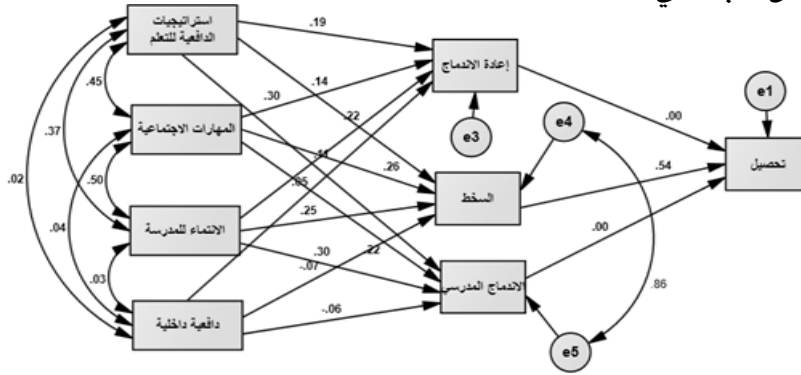 استراتيجيات
الدافعية للتعلم
المهارات الاجتماعية
الانتماء للمدرسة
دافعية داخلية
إعادة الاندماج
السخط
الاندماج المدرسي
تحصيل
e1
e3
e4
e5
.19
.14
.30
.22
.45
.37
.11
.26
.05
.02
.50
.25
.54
.00
.04
.30
.22
-.07
.00
.03
-.06
.86